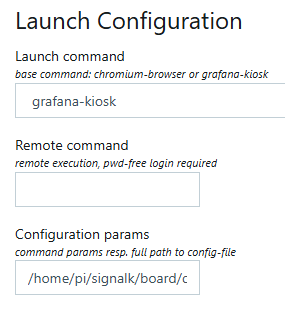 Launch Configuration
Launch command
base command: chromium-browser or grafana-kiosk
grafana-kiosk
Remote command
remote execution, pwd-free login required
Configuration params
command params resp. full path to config-file
/home/pi/signalk/board/c